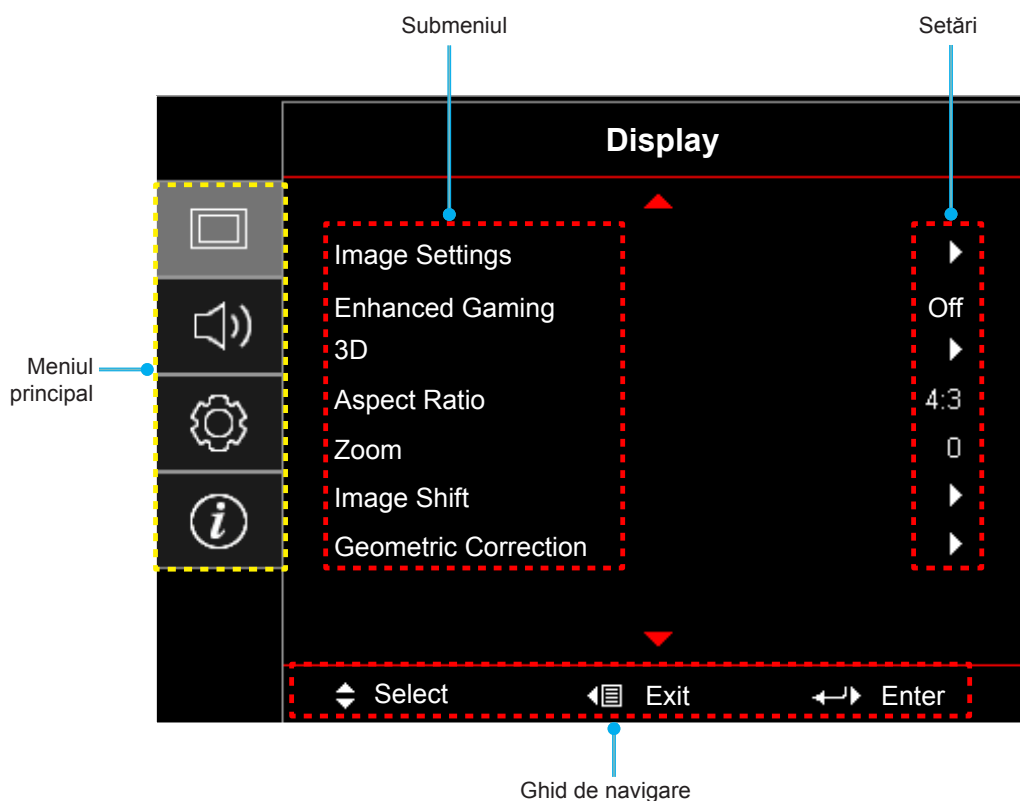 Submeniul
Setări
Display
Image Settings
Enhanced Gaming
Off
3D
Meniul
principal
Aspect Ratio
4:3
Zoom
0
Image Shift
Geometric Correction
Select
Exit
Enter
Ghid de navigare